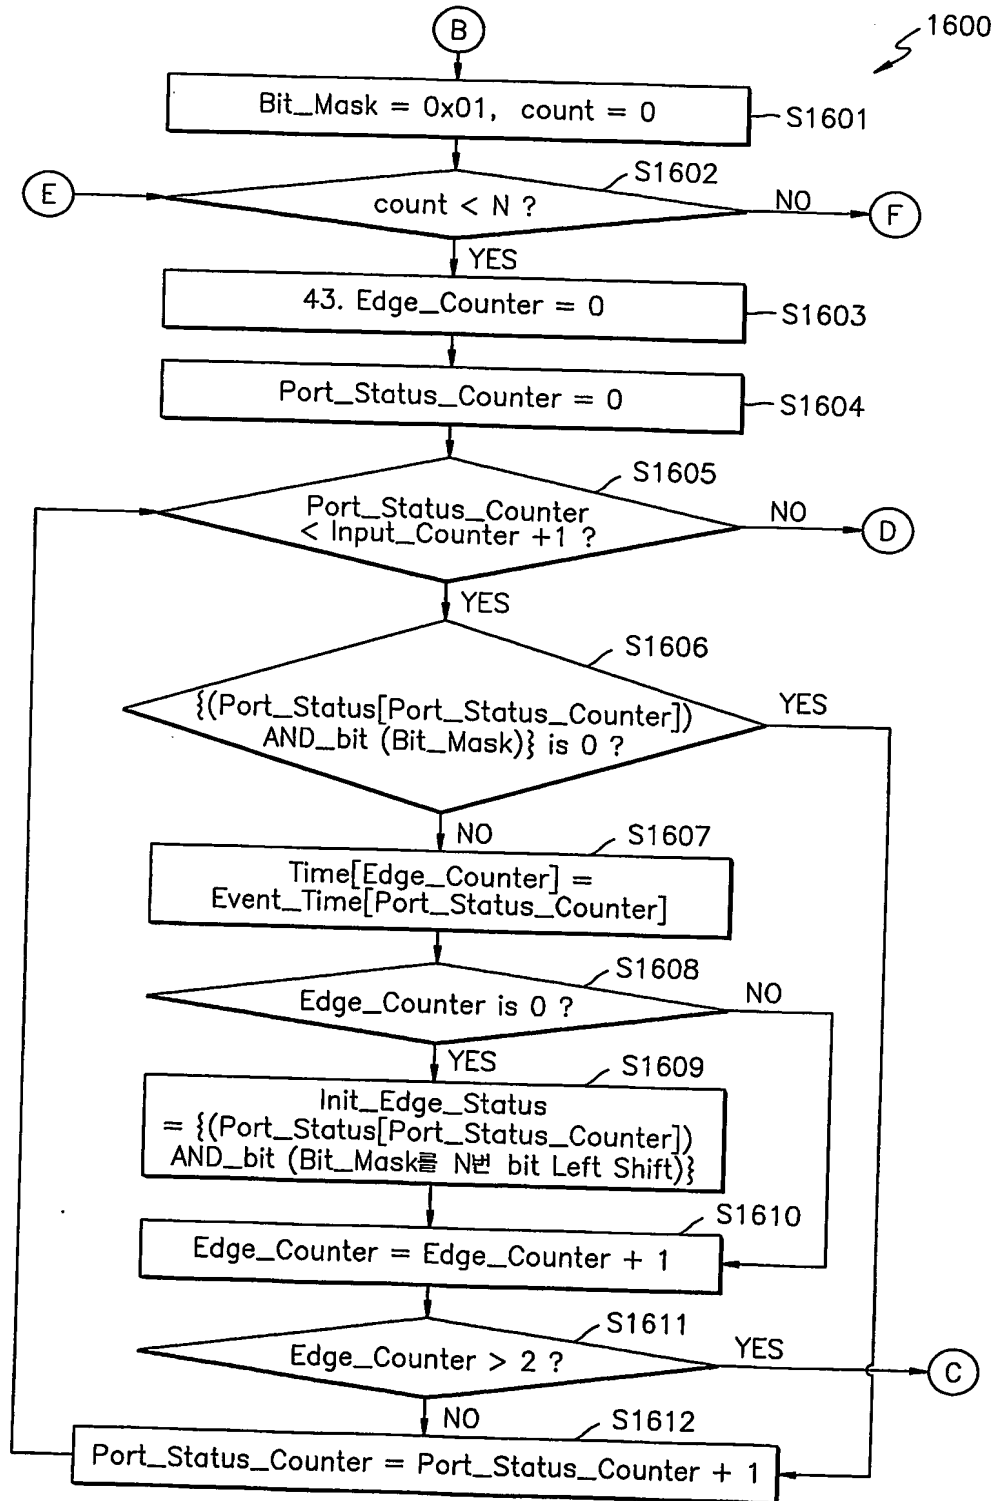 B
1600
Bit_Mask = 0x01, count = 0
S1601
S1602
E
count < N ?
NO
F
YES
43. Edge_Counter = 0
S1603
Port_Status_Counter = 0
S1604
S1605
Port_Status_Counter
< Input_Counter +1 ?
NO
D
YES
S1606
{(Port_Status[Port_Status_Counter])
AND_bit (Bit_Mask)} is 0 ?
YES
NO
S1607
Time[Edge_Counter] =
Event_Time[Port_Status_Counter]
S1608
Edge_Counter is 0 ?
NO
YES
S1609
Init_Edge_Status
= {(Port_Status[Port_Status_Counter])
AND_bit (Bit_Mask를 N번 bit Left Shift)}
S1610
Edge_Counter = Edge_Counter + 1
S1611
Edge_Counter > 2 ?
YES
C
NO
S1612
Port_Status_Counter = Port_Status_Counter + 1